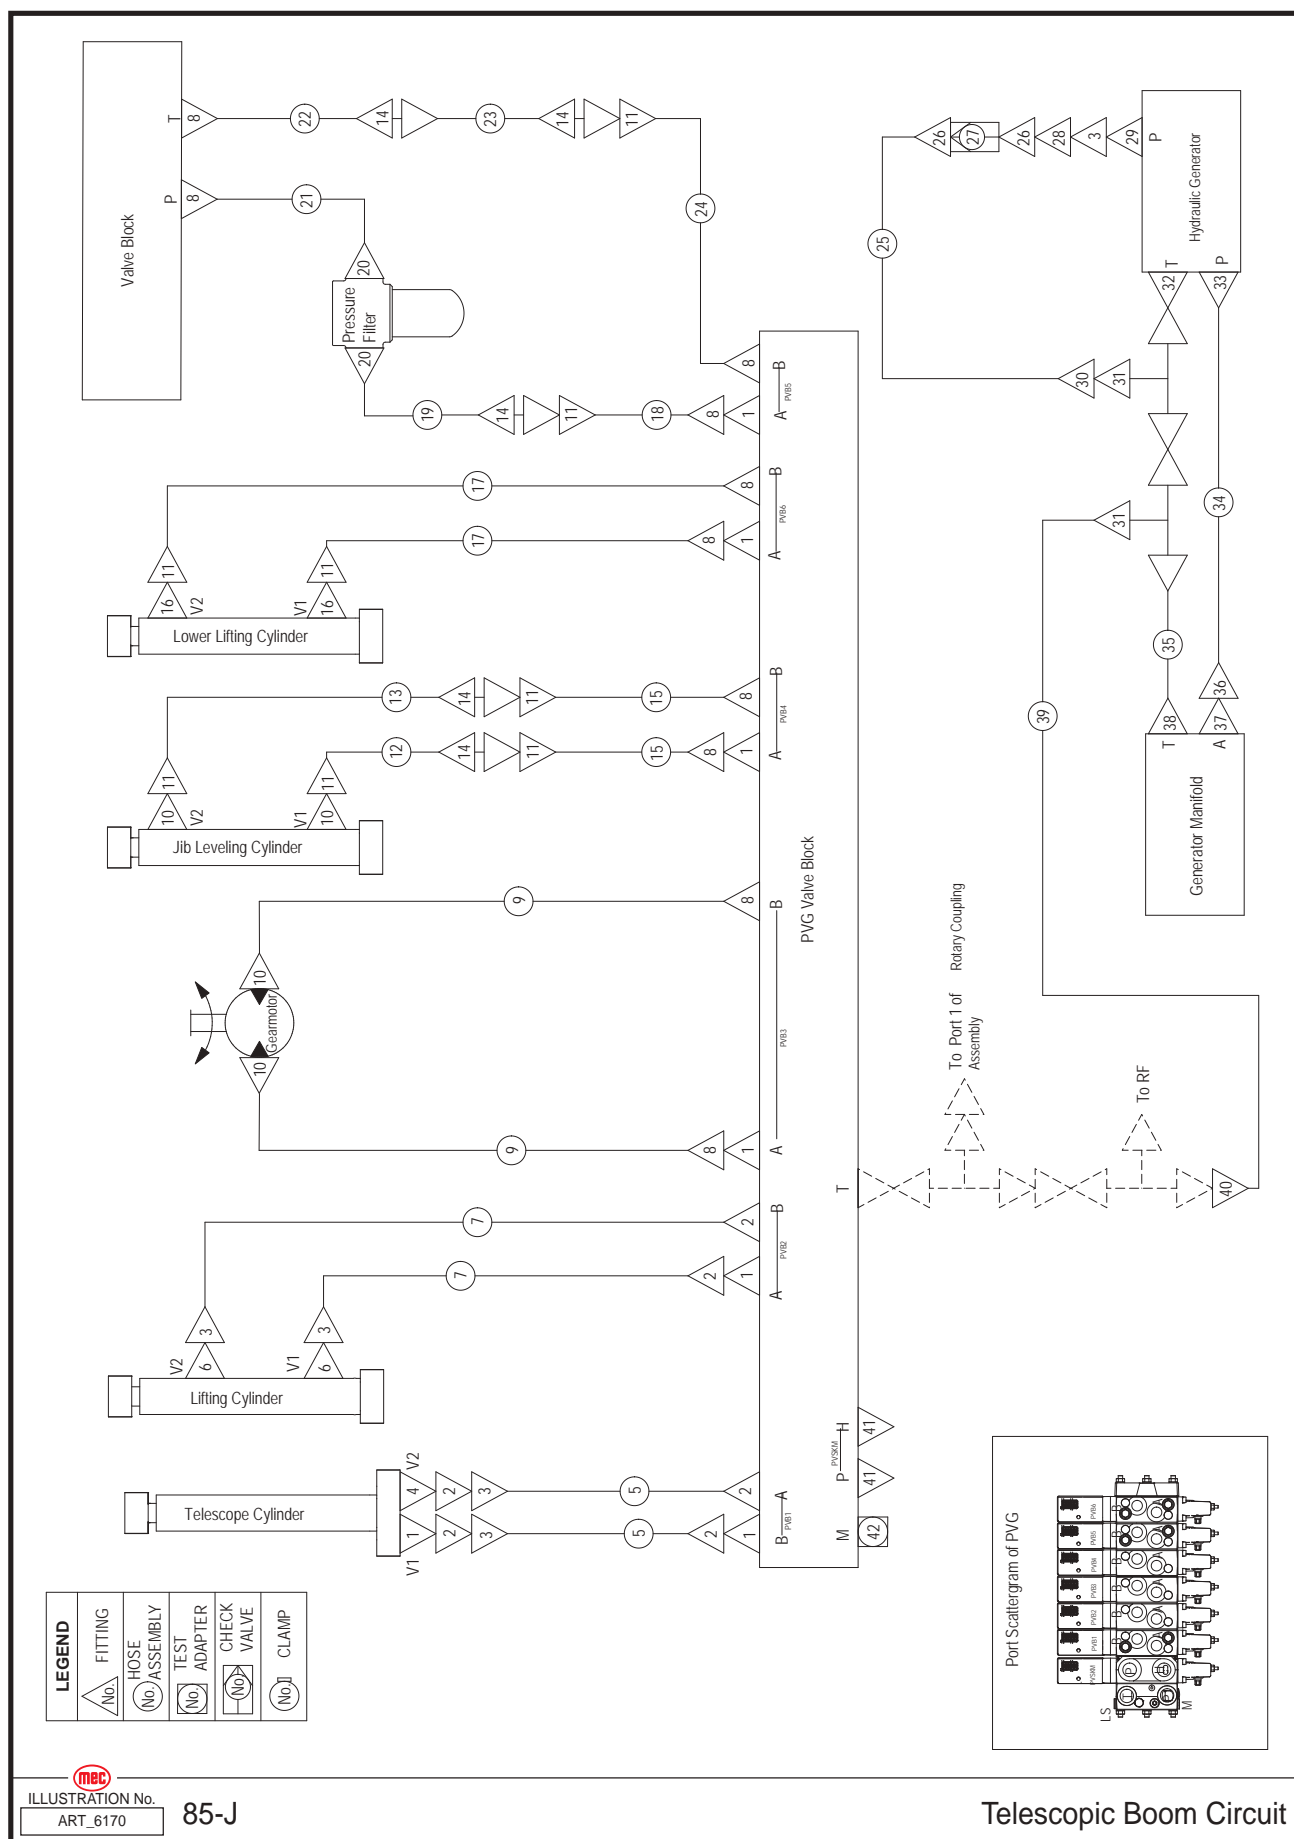 Valve Block
T
P
8
8
22
14
23
14
11
21
20
Pressure
Filter
20
24
19
14
11
18
8
1
8
A
B
PVB5
Lower Lifting Cylinder
V2
V1
16
11
16
11
17
17
8
1
8
A
B
PVB6
Jib Leveling Cylinder
V2
V1
10
11
10
11
13
14
11
15
12
14
11
15
8
1
8
A
B
PVB4
Gearmotor
10
10
9
9
8
8
1
A
B
PVB3
Lifting Cylinder
V2
V1
6
3
6
3
7
7
2
2
1
A
B
PVB2
Telescope Cylinder
V2
V1
4
2
3
5
2
1
2
3
5
2
1
B
A
PVB1
PVG Valve Block
T
P
H
PVSKM
M
41
41
42
Hydraulic Generator
P
T
P
29
3
28
26
27
26
25
32
33
30
31
31
34
35
36
37
38
T
A
Generator Manifold
39
40
To Port 1 of Rotary Coupling
Assembly
To RF
LEGEND
No. FITTING
No. HOSE
ASSEMBLY
No. TEST
ADAPTER
No. CHECK
VALVE
No. CLAMP
Port Scattergram of PVG
PVB6
PVB5
PVB4
PVB3
PVB2
PVB1
PVSKM
B
A
B
A
B
A
B
A
B
A
B
A
P
LS
M
mec
ILLUSTRATION No.
ART_6170
85-J
Telescopic Boom Circuit